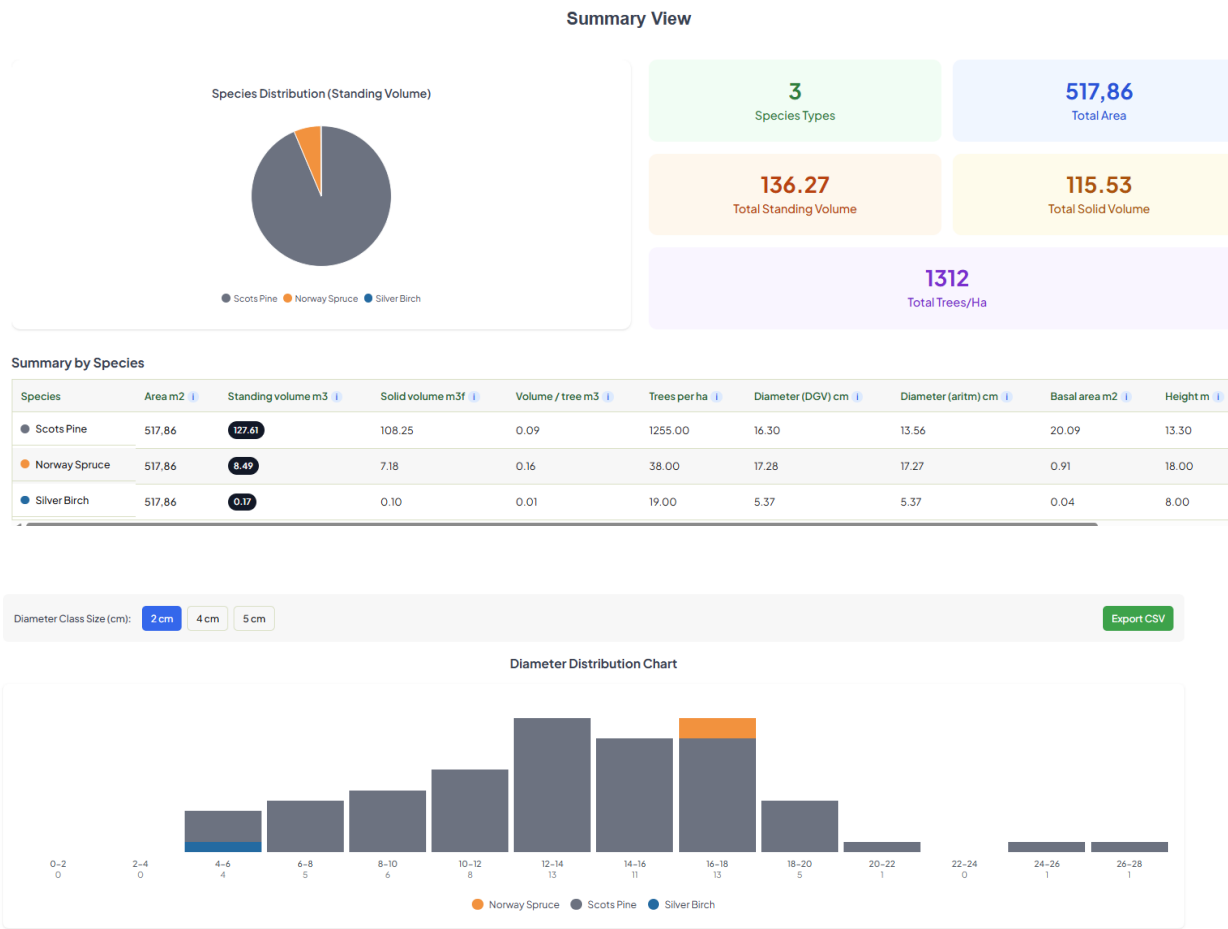 Summary View
Species Distribution (Standing Volume)
Scots Pine Norway Spruce Silver Birch
3
Species Types
517,86
Total Area
136.27
Total Standing Volume
115.53
Total Solid Volume
1312
Total Trees/Ha
Summary by Species
Species Area m2 i Standing volume m3 i Solid volume m3f i Volume / tree m3 i Trees per ha i Diameter (DGV) cm i Diameter (aritm) cm i Basal area m2 i Height m i
Scots Pine 517,86 127.61 108.25 0.09 1255.00 16.30 13.56 20.09 13.30
Norway Spruce 517,86 8.49 7.18 0.16 38.00 17.28 17.27 0.91 18.00
Silver Birch 517,86 0.17 0.10 0.01 19.00 5.37 5.37 0.04 8.00
Diameter Class Size (cm): 2 cm 4 cm 5 cm Export CSV
Diameter Distribution Chart
0–2 2–4 4–6 6–8 8–10 10–12 12–14 14–16 16–18 18–20 20–22 22–24 24–26 26–28
0 0 4 5 6 8 13 11 13 5 1 0 1 1
Norway Spruce Scots Pine Silver Birch